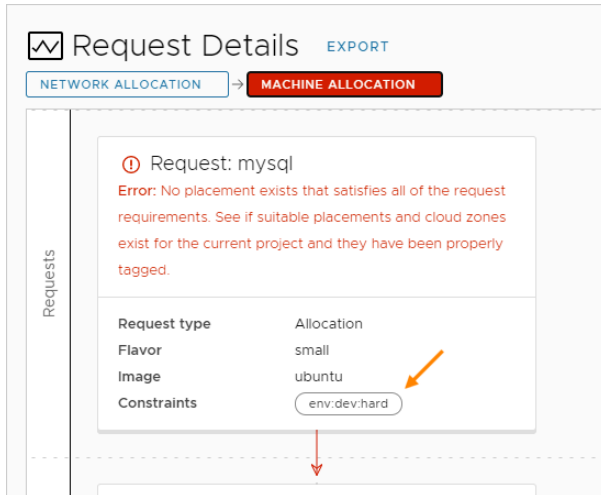 Request Details EXPORT
NETWORK ALLOCATION → MACHINE ALLOCATION
Requests
Request: mysql
Error: No placement exists that satisfies all of the request
requirements. See if suitable placements and cloud zones
exist for the current project and they have been properly
tagged.
Request type Allocation
Flavor small
Image ubuntu
Constraints env:dev:hard